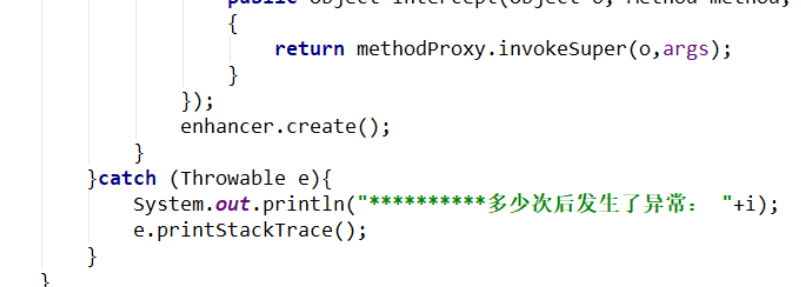 public Object intercept(Object o, Method method,
{
return methodProxy.invokeSuper(o,args);
}
});
enhancer.create();
}
}catch (Throwable e){
System.out.println("**********多少次后发生了异常： "+i);
e.printStackTrace();
}
}